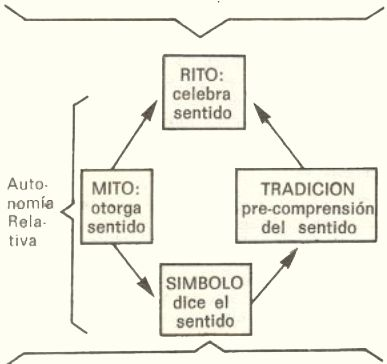 RITO:
celebra
sentido
Auto-
nomía
Rela-
tiva
MITO:
otorga
sentido
TRADICION
pre-comprensión
del sentido
SIMBOLO
dice el
sentido